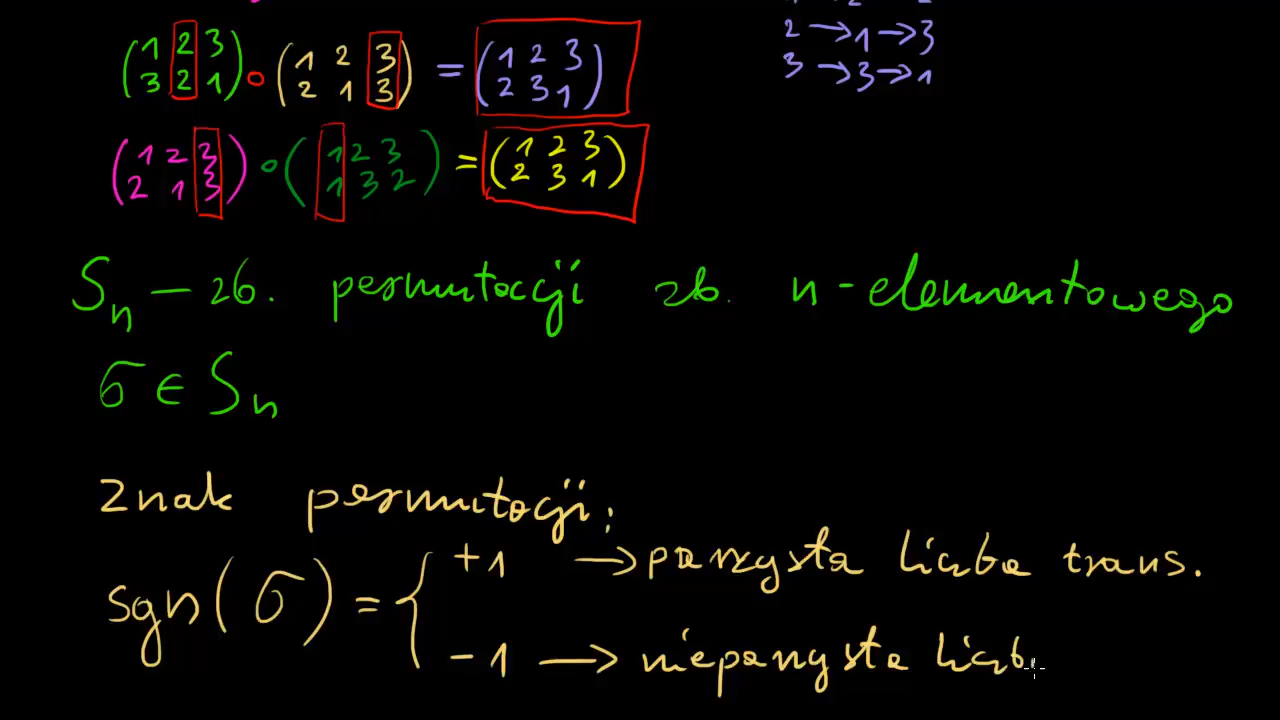 2 → 1 → 3
(1 2 3 / 3 2 1) ∘ (1 2 3 / 2 1 3) = (1 2 3 / 2 3 1)
3 → 3 → 1
(1 2 3 / 2 1 3) ∘ (1 2 3 / 1 3 2) = (1 2 3 / 2 3 1)
Sn – zb. permutacji zb. n-elementowego
σ ∈ Sn
znak permutacji:
sgn(σ) = {
+1 → parzysta liczba trans.
-1 → nieparzysta liczb